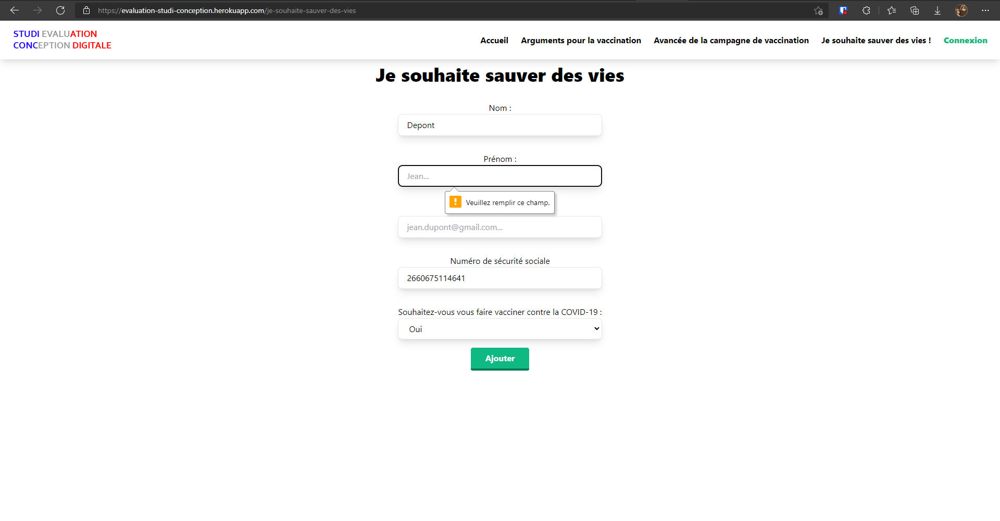 https://evaluation-studi-conception.herokuapp.com/je-souhaite-sauver-des-vies
STUDI EVALUATION
CONCEPTION DIGITALE
Accueil Arguments pour la vaccination Avancée de la campagne de vaccination Je souhaite sauver des vies ! Connexion
Je souhaite sauver des vies
Nom :
Depont
Prénom :
Jean...
Veuillez remplir ce champ.
jean.dupont@gmail.com...
Numéro de sécurité sociale
2660675114641
Souhaitez-vous vous faire vacciner contre la COVID-19 :
Oui
Ajouter